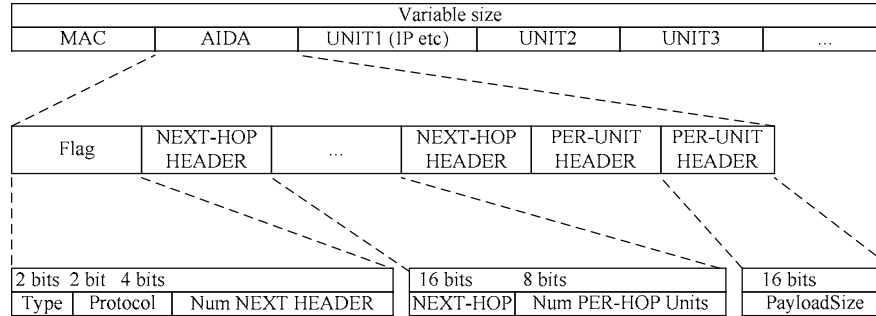 Variable size
MAC AIDA UNIT1 (IP etc) UNIT2 UNIT3 ...
Flag NEXT-HOP HEADER ... NEXT-HOP HEADER PER-UNIT HEADER PER-UNIT HEADER
2 bits 2 bit 4 bits 16 bits 8 bits 16 bits
Type Protocol Num NEXT HEADER NEXT-HOP Num PER-HOP Units PayloadSize